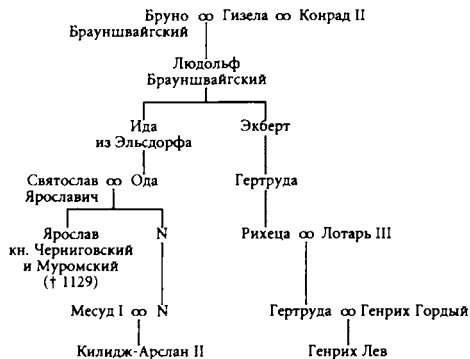 Бруно ∞ Гизела ∞ Конрад II
Брауншвайгский
Людольф
Брауншвайгский
Ида
из Эльсдорфа
Экберт
Святослав ∞ Ода
Ярославич
Гертруда
Ярослав
кн. Черниговский
и Муромский
(† 1129)
N
Рихеца ∞ Лотарь III
Месуд I ∞ N
Гертруда ∞ Генрих Гордый
Килидж-Арслан II
Генрих Лев